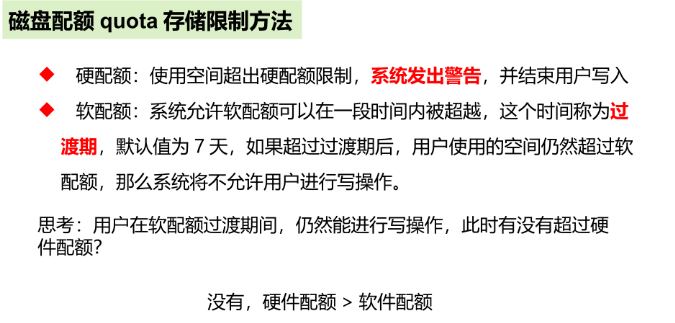 磁盘配额 quota 存储限制方法
◆ 硬配额：使用空间超出硬配额限制，系统发出警告，并结束用户写入
◆ 软配额：系统允许软配额可以在一段时间内被超越，这个时间称为过
渡期，默认值为 7 天，如果超过过渡期后，用户使用的空间仍然超过软
配额，那么系统将不允许用户进行写操作。
思考：用户在软配额过渡期间，仍然能进行写操作，此时有没有超过硬
件配额？
没有，硬件配额 > 软件配额